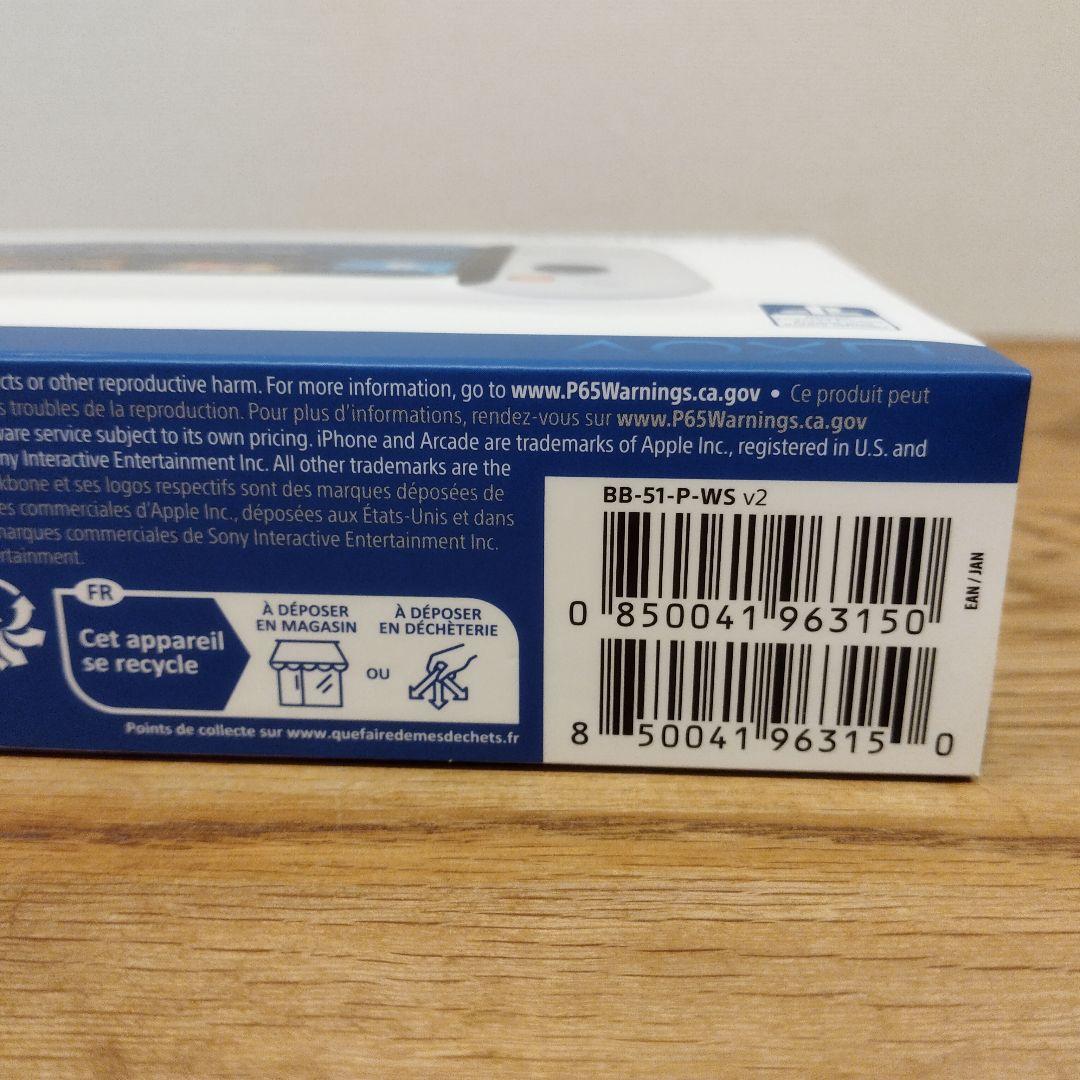 cts or other reproductive harm. For more information, go to www.P65Warnings.ca.gov • Ce produit peut
s troubles de la reproduction. Pour plus d'informations, rendez-vous sur www.P65Warnings.ca.gov
ware service subject to its own pricing. iPhone and Arcade are trademarks of Apple Inc., registered in U.S. and
ny Interactive Entertainment Inc. All other trademarks are the
kbone et ses logos respectifs sont des marques déposées de
es commerciales d'Apple Inc., déposées aux États-Unis et dans
marques commerciales de Sony Interactive Entertainment Inc.
rtainment.
BB-51-P-WS v2
0 850041 963150
EAN / JAN
8 50041 96315 0
FR
Cet appareil
se recycle
À DÉPOSER
EN MAGASIN
OU
À DÉPOSER
EN DÉCHÈTERIE
Points de collecte sur www.quefairedemesdechets.fr